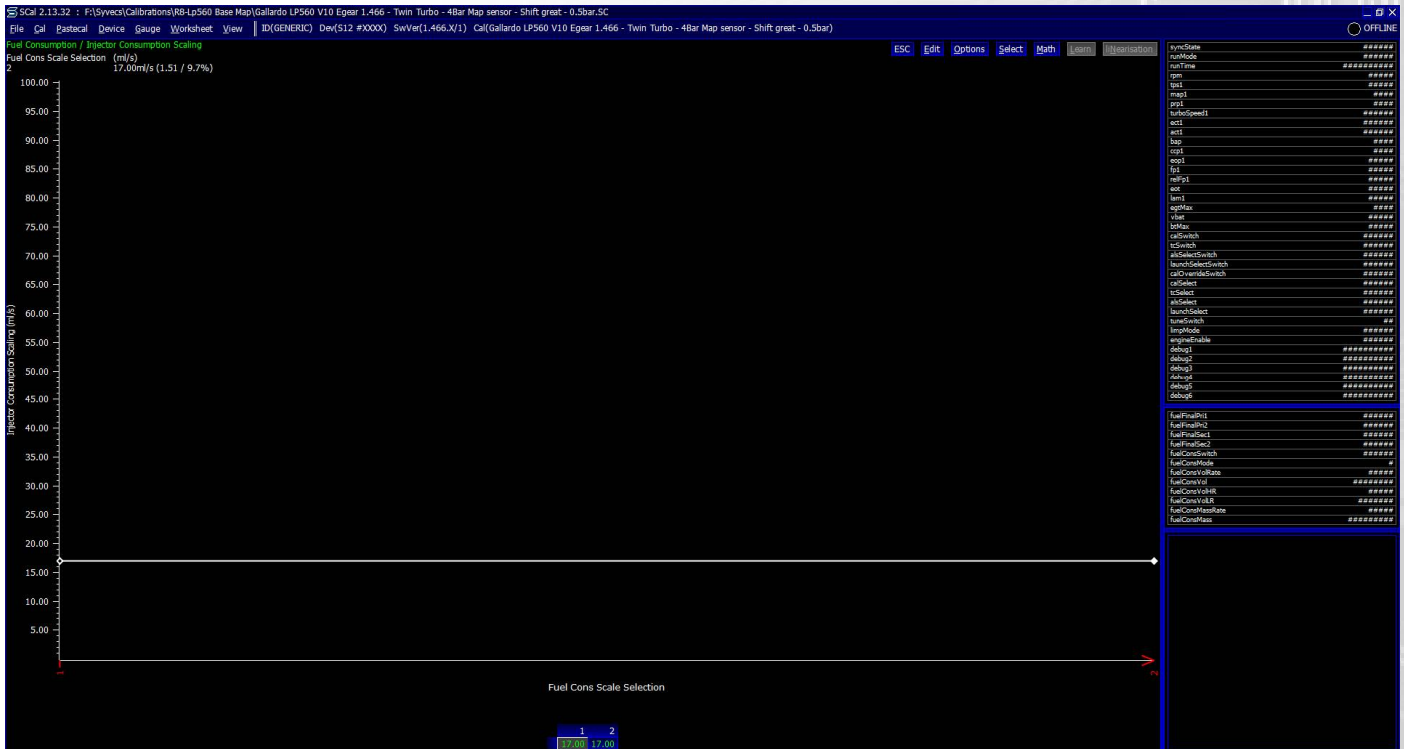 SCal 2.13.32 : F:\Syvecs\Calibrations\RB-Lp560 Base Map\Gallardo LP560 V10 Egear 1.466 - Twin Turbo - 4Bar Map sensor - Shift great - 0.5bar.SC
File Cal Pastecal Device Gauge Worksheet View ID(GENERIC) Dev(S12 #XXXX) SwVer(1.466.X/1) Cal(Gallardo LP560 V10 Egear 1.466 - Twin Turbo - 4Bar Map sensor - Shift great - 0.5bar) OFFLINE
Fuel Consumption / Injector Consumption Scaling
ESC Edit Options Select Math Learn liNearisation
Fuel Cons Scale Selection (ml/s)
2 17.00ml/s (1.51 / 9.7%)
100.00
95.00
90.00
85.00
80.00
75.00
70.00
65.00
60.00
55.00
50.00
45.00
40.00
35.00
30.00
25.00
20.00
15.00
10.00
5.00
Injector Consumption Scaling (ml/s)
1 2
Fuel Cons Scale Selection
1 2
17.00 17.00
syncState ######
runMode ######
runTime ##########
rpm #####
tps1 #####
map1 ####
prp1 ####
turboSpeed1 ######
ect1 ######
act1 ######
bap ####
ccp1 ####
eop1 #####
fp1 #####
relFp1 #####
eot #####
lam1 #####
egtMax ####
vbat #####
btMax #####
calSwitch ######
tcSwitch ######
alsSelectSwitch ######
launchSelectSwitch ######
calOverrideSwitch ######
calSelect ######
tcSelect ######
alsSelect ######
launchSelect ######
tuneSwitch ##
limpMode ######
engineEnable ######
debug1 ##########
debug2 ##########
debug3 ##########
debug4 ##########
debug5 ##########
debug6 ##########
fuelFinalPri1 ######
fuelFinalPri2 ######
fuelFinalSec1 ######
fuelFinalSec2 ######
fuelConsSwitch ######
fuelConsMode #
fuelConsVolRate #####
fuelConsVol ########
fuelConsVolHR #####
fuelConsVolLR #######
fuelConsMassRate #####
fuelConsMass #########